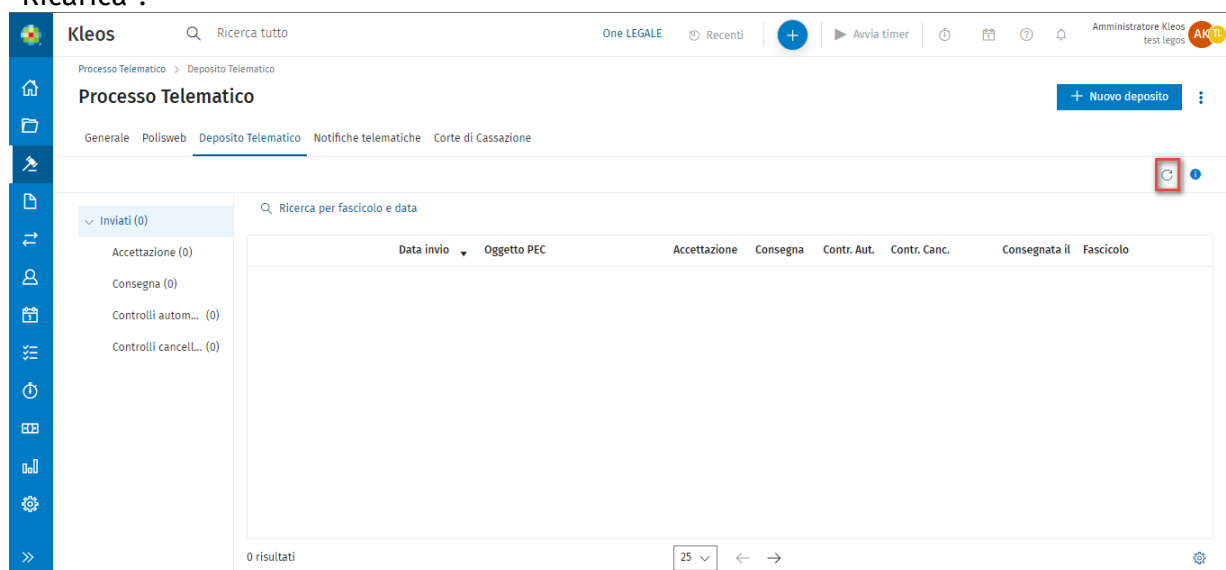 "Ricarica".
Kleos
Ricerca tutto
One LEGALE
Recenti
Avvia timer
Amministratore Kleos
test legos
AK
TL
Processo Telematico > Deposito Telematico
Processo Telematico
+ Nuovo deposito
Generale Polisweb Deposito Telematico Notifiche telematiche Corte di Cassazione
Ricerca per fascicolo e data
Inviati (0)
Accettazione (0)
Consegna (0)
Controlli autom... (0)
Controlli cancell... (0)
Data invio Oggetto PEC Accettazione Consegna Contr. Aut. Contr. Canc. Consegnata il Fascicolo
0 risultati
25